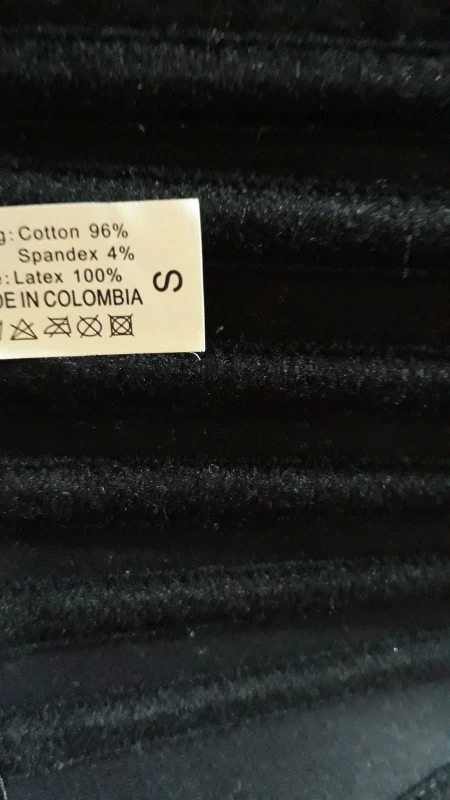 g: Cotton 96%
Spandex 4%
e: Latex 100%
DE IN COLOMBIA
S